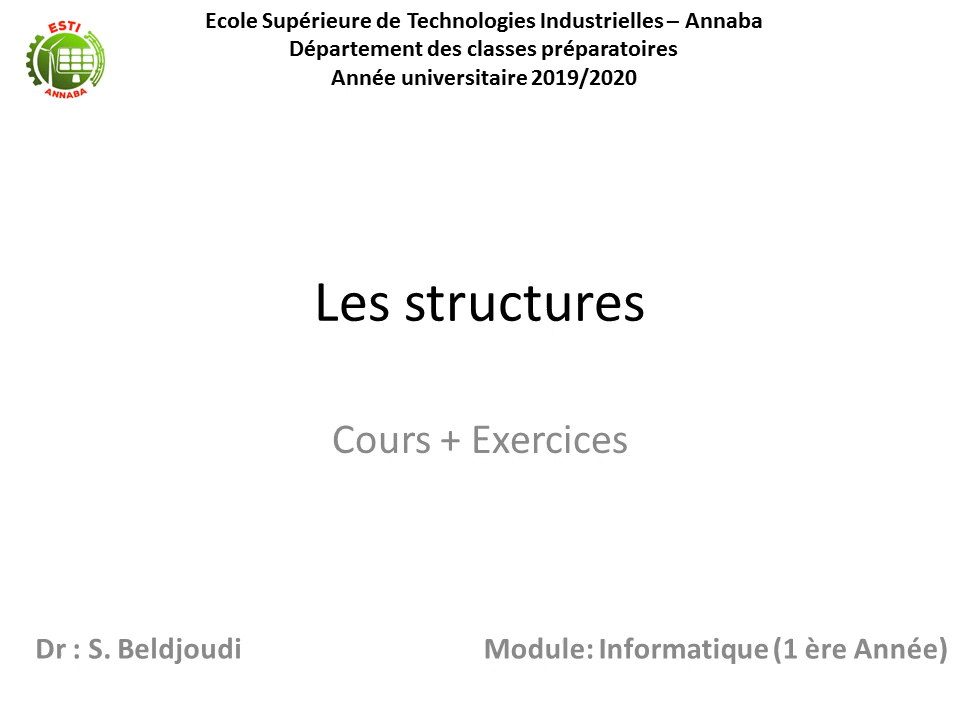 Ecole Supérieure de Technologies Industrielles – Annaba
Département des classes préparatoires
Année universitaire 2019/2020
ESTI
ANNABA
Les structures
Cours + Exercices
Dr : S. Beldjoudi
Module: Informatique (1 ère Année)